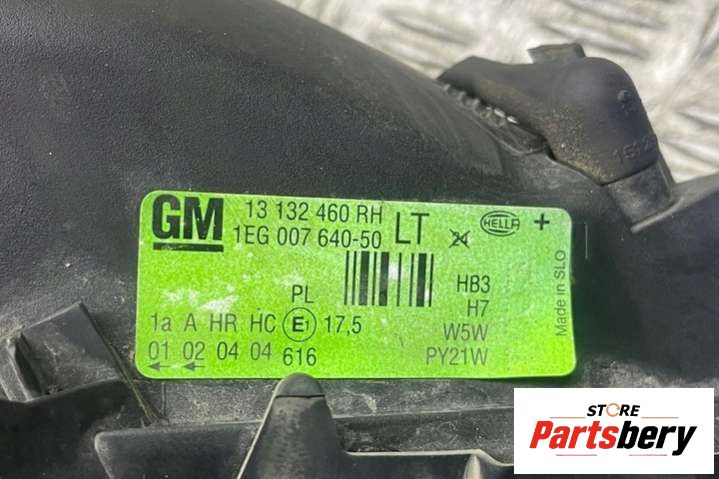 GM
13 132 460 RH
1EG 007 640-50
LT
24
HELLA
+
HB3
H7
W5W
PY21W
PL
1a A HR HC E1 17,5
01 02 04 04 616
Made in SLO
STORE
Partsbery